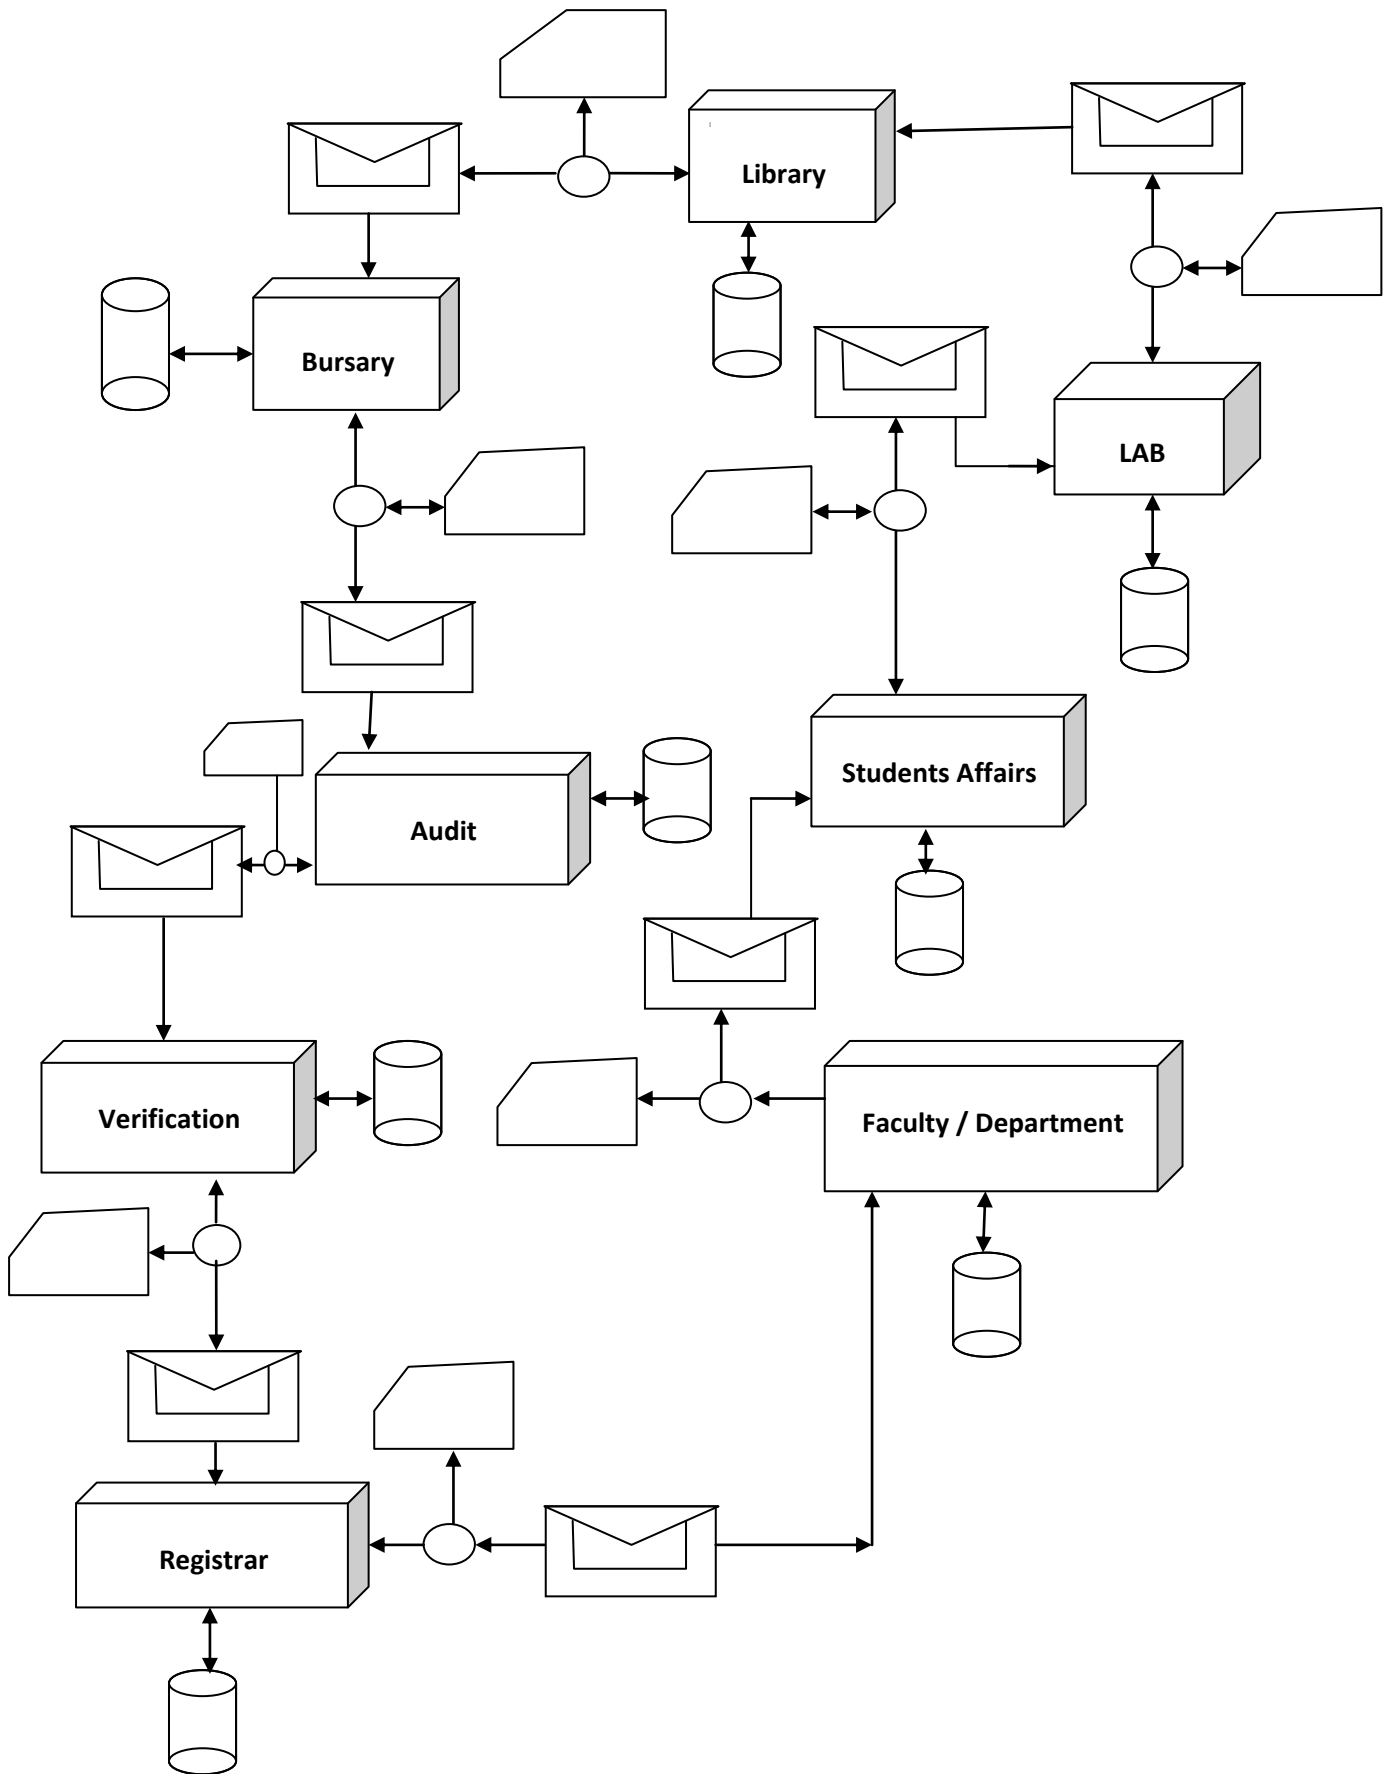 Library
Bursary
LAB
Students Affairs
Audit
Verification
Faculty / Department
Registrar